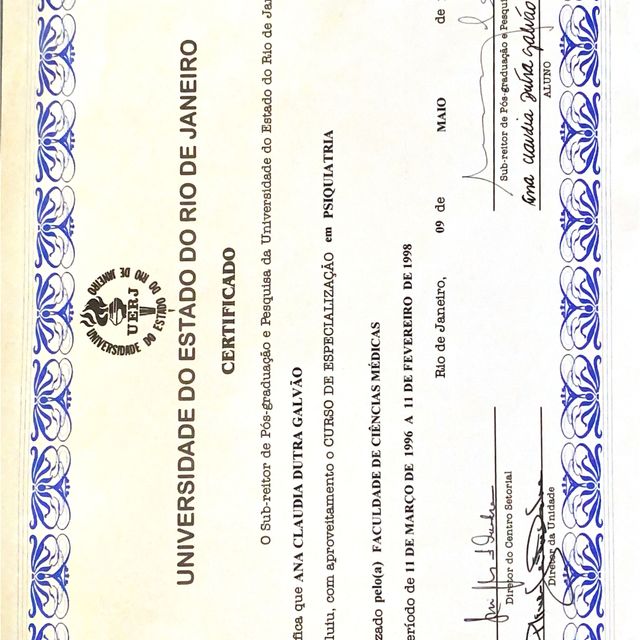 UNIVERSIDADE DO ESTADO DO RIO DE JANEIRO
UERJ
UNIVERSIDADE DO ESTADO DO RIO DE JANEIRO
CERTIFICADO
O Sub-reitor de Pós-graduação e Pesquisa da Universidade do Estado do Rio de Jan
fica que ANA CLAUDIA DUTRA GALVÃO
luiu, com aproveitamento o CURSO DE ESPECIALIZAÇÃO em PSIQUIATRIA
zado pelo(a) FACULDADE DE CIÊNCIAS MÉDICAS
eríodo de 11 DE MARÇO DE 1996 A 11 DE FEVEREIRO DE 1998
Rio de Janeiro, 09 de MAIO de
Diretor do Centro Setorial
Sub-reitor de Pós-graduação e Pesqui
Ana Claudia Dutra Galvão
Diretor da Unidade
ALUNO